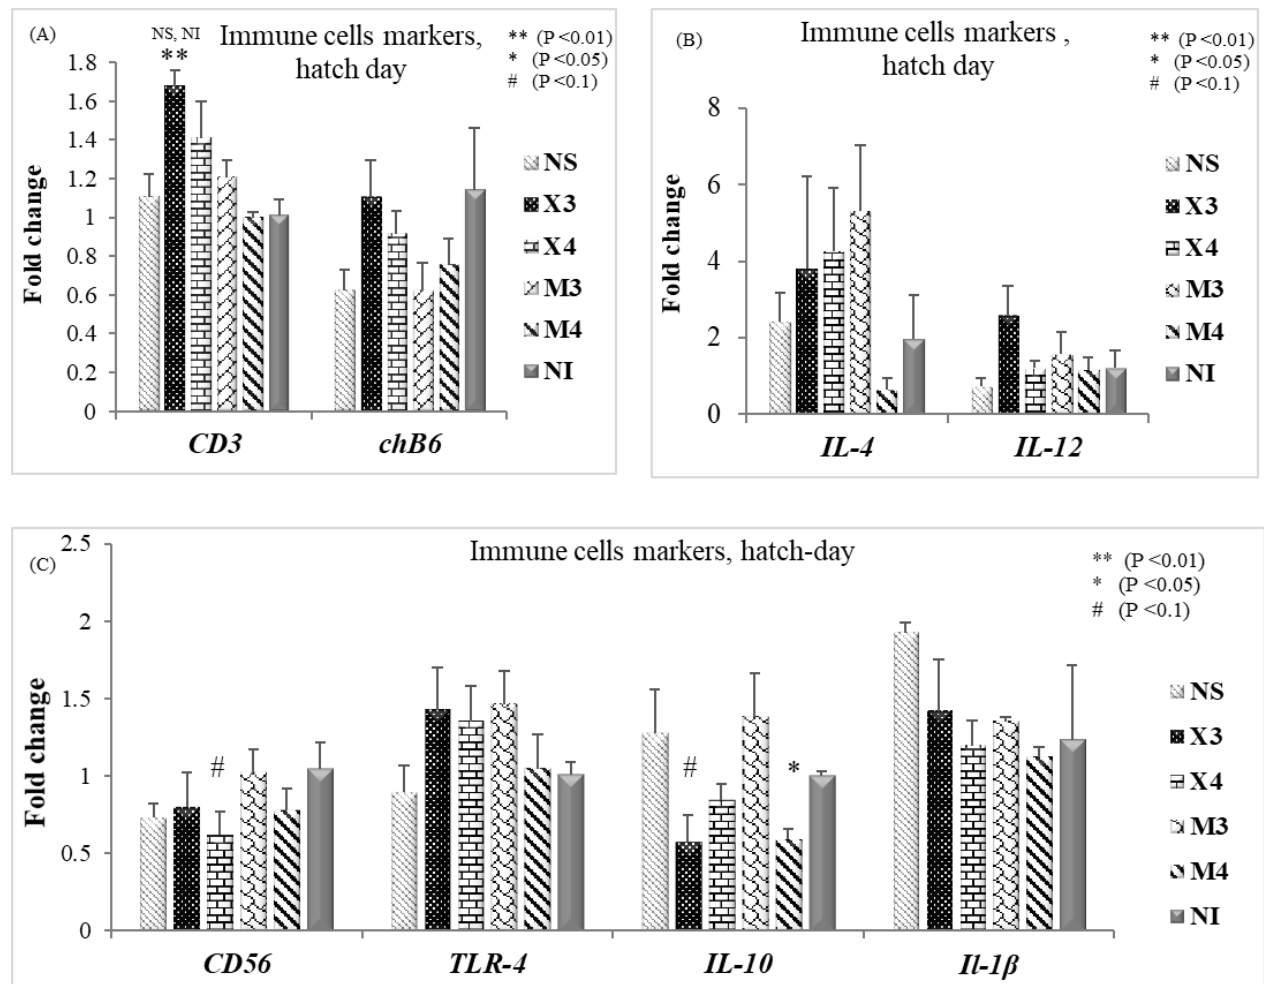 (A)
NS, NI
**
Immune cells markers,
hatch day
** (P <0.01)
* (P <0.05)
# (P <0.1)
Fold change
1.8
1.6
1.4
1.2
1
0.8
0.6
0.4
0.2
0
CD3
chB6
NS
X3
X4
M3
M4
NI
(B)
Immune cells markers ,
hatch day
** (P <0.01)
* (P <0.05)
# (P <0.1)
Fold change
8
6
4
2
0
IL-4
IL-12
NS
X3
X4
M3
M4
NI
(C)
Immune cells markers, hatch-day
** (P <0.01)
* (P <0.05)
# (P <0.1)
Fold change
2.5
2
1.5
1
0.5
0
#
#
*
CD56
TLR-4
IL-10
Il-1β
NS
X3
X4
M3
M4
NI